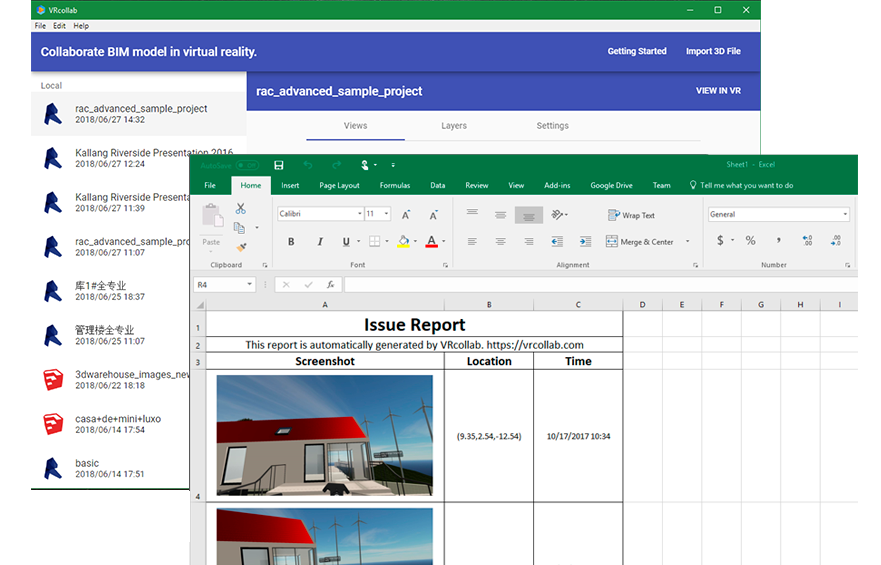 VRcollab
File Edit Help
Collaborate BIM model in virtual reality.
Getting Started Import 3D File
Local
rac_advanced_sample_project
2018/06/27 14:32
Kallang Riverside Presentation 2016
2018/06/27 12:24
Kallang Riverside Presenta
2018/06/27 11:39
rac_advanced_sample_pro
2018/06/27 11:07
库1#全专业
2018/06/25 18:37
管理楼全专业
2018/06/25 11:07
3dwarehouse_images_nev
2018/06/22 18:18
casa+de+mini+luxo
2018/06/14 17:54
basic
2018/06/14 17:51
rac_advanced_sample_project
VIEW IN VR
Views Layers Settings
AutoSave Off
Sheet1 - Excel
File Home Insert Page Layout Formulas Data Review View Add-ins Google Drive Team Tell me what you want to do
Paste
Clipboard
Calibri 11 A A
B I U A
Font
Wrap Text
Merge & Center
Alignment
General
$ % , .00 .00
Number
R4 fx
A B C D E F G H I
1 Issue Report
2 This report is automatically generated by VRcollab. https://vrcollab.com
3 Screenshot Location Time
4 (9.35,2.54,-12.54) 10/17/2017 10:34